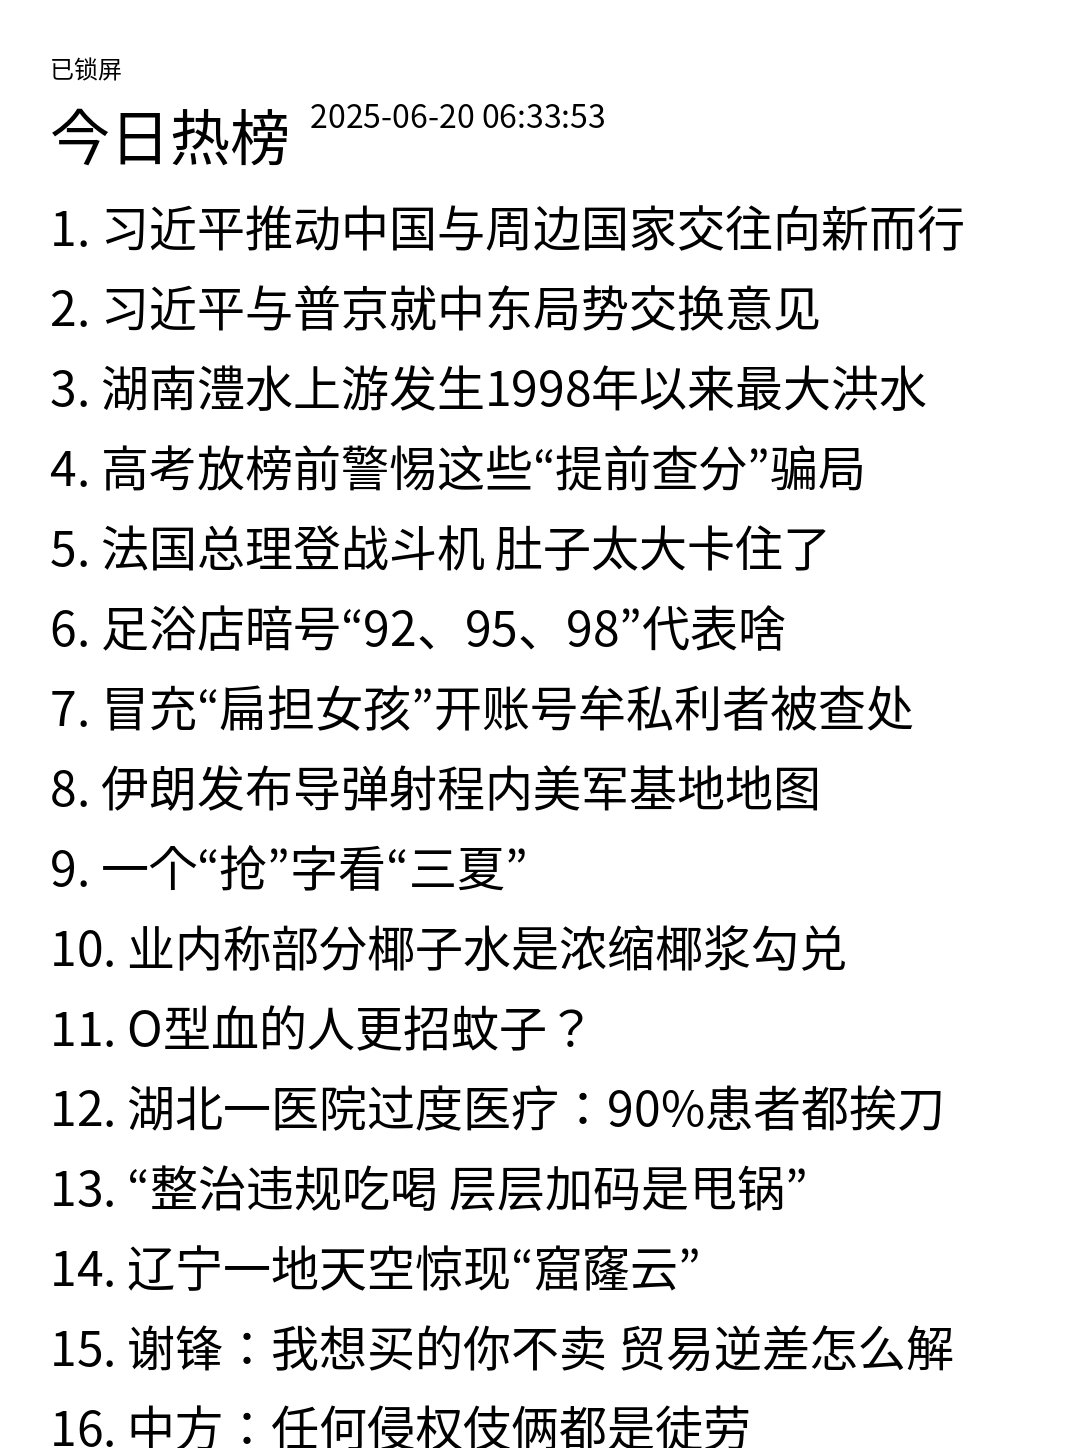 已锁屏
今日热榜 2025-06-20 06:33:53
1. 习近平推动中国与周边国家交往向新而行
2. 习近平与普京就中东局势交换意见
3. 湖南澧水上游发生1998年以来最大洪水
4. 高考放榜前警惕这些“提前查分”骗局
5. 法国总理登战斗机 肚子太大卡住了
6. 足浴店暗号“92、95、98”代表啥
7. 冒充“扁担女孩”开账号牟私利者被查处
8. 伊朗发布导弹射程内美军基地地图
9. 一个“抢”字看“三夏”
10. 业内称部分椰子水是浓缩椰浆勾兑
11. O型血的人更招蚊子？
12. 湖北一医院过度医疗：90%患者都挨刀
13. “整治违规吃喝 层层加码是甩锅”
14. 辽宁一地天空惊现“窟窿云”
15. 谢锋：我想买的你不卖 贸易逆差怎么解
16. 中方：任何侵权伎俩都是徒劳